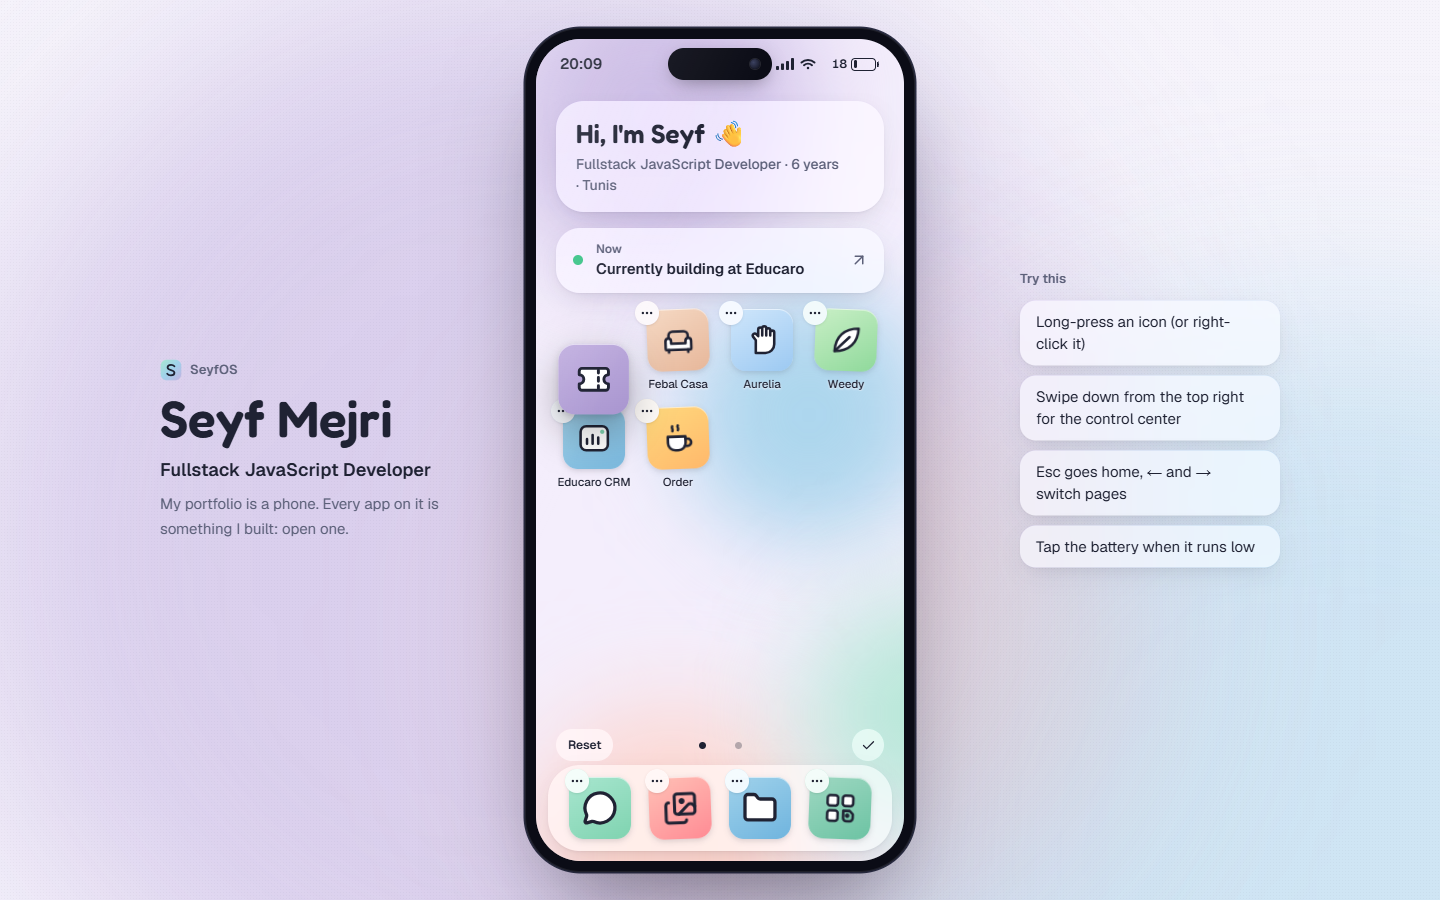 SeyfOS
Seyf Mejri
Fullstack JavaScript Developer
My portfolio is a phone. Every app on it is
something I built: open one.
20:09
18
Hi, I'm Seyf 👋
Fullstack JavaScript Developer · 6 years
· Tunis
Now
Currently building at Educaro
Febal Casa
Aurelia
Weedy
Educaro CRM
Order
Reset
Try this
Long-press an icon (or right-
click it)
Swipe down from the top right
for the control center
Esc goes home, ← and →
switch pages
Tap the battery when it runs low